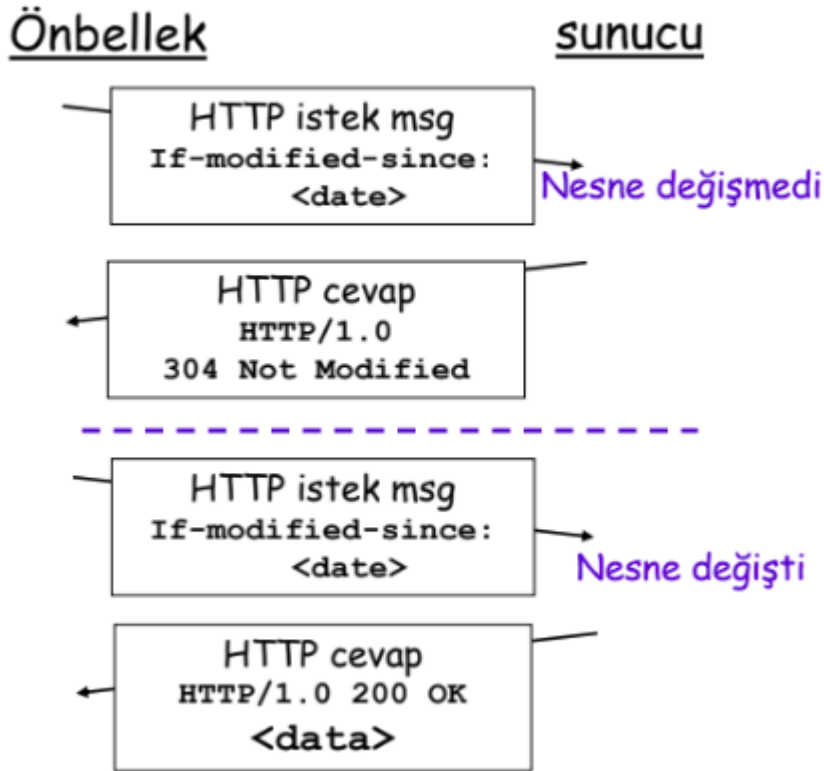 Önbellek
sunucu
HTTP istek msg
If-modified-since:
<date>
Nesne değişmedi
HTTP cevap
HTTP/1.0
304 Not Modified
HTTP istek msg
If-modified-since:
<date>
Nesne değişti
HTTP cevap
HTTP/1.0 200 OK
<data>